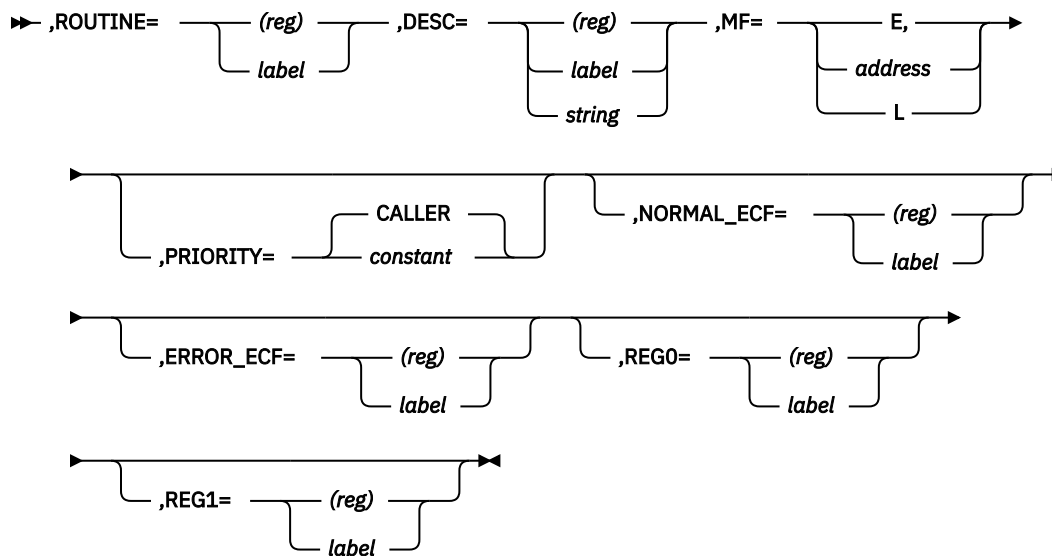 ,ROUTINE= (reg) ,DESC= (reg) ,MF= E,
label label address
string L
CALLER ,NORMAL_ECF= (reg)
,PRIORITY= constant label
,ERROR_ECF= (reg) ,REG0= (reg)
label label
,REG1= (reg)
label